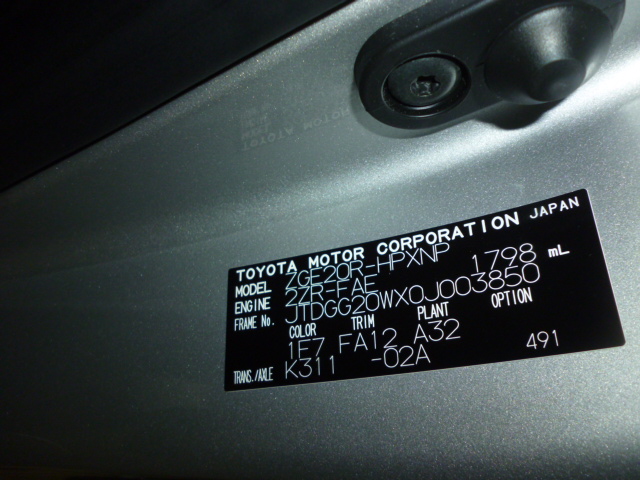 TOYOTA MOTOR CORPORATION JAPAN
MODEL ZGE20R-HPXNP
ENGINE 2ZR-FAE 1798 mL
FRAME No. JTDGG20WX0J003850
COLOR TRIM PLANT OPTION
1E7 FA12 A32
TRANS./AXLE K311 -02A 491